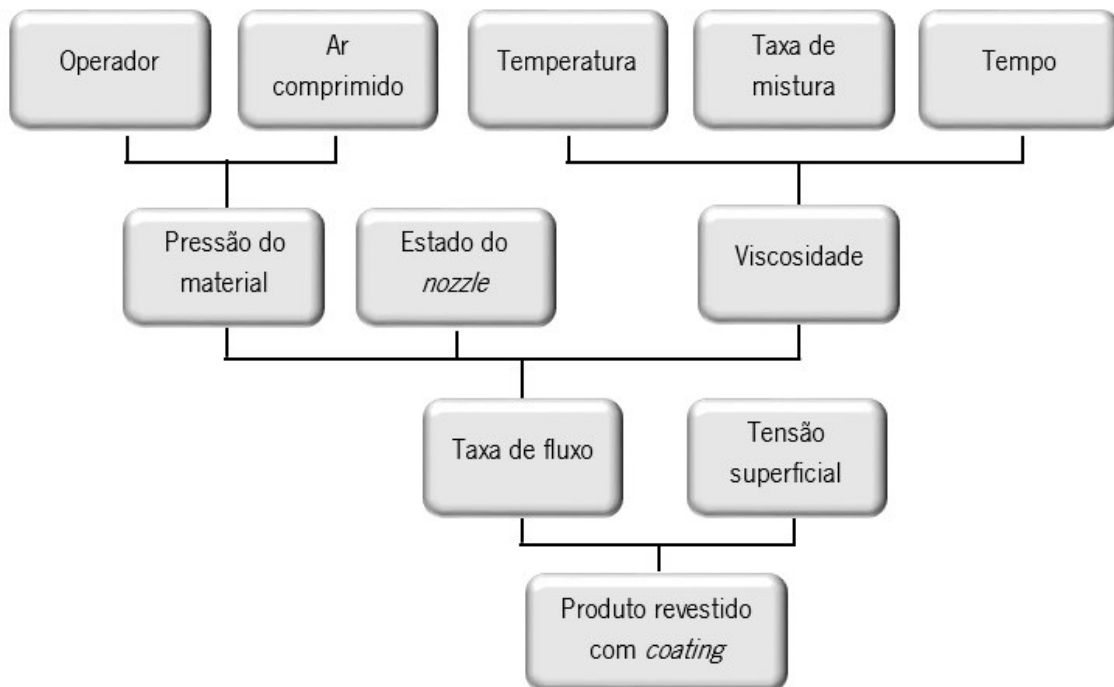 Operador
Ar
comprimido
Temperatura
Taxa de
mistura
Tempo
Pressão do
material
Estado do
nozzle
Viscosidade
Taxa de fluxo
Tensão
superficial
Produto revestido
com coating